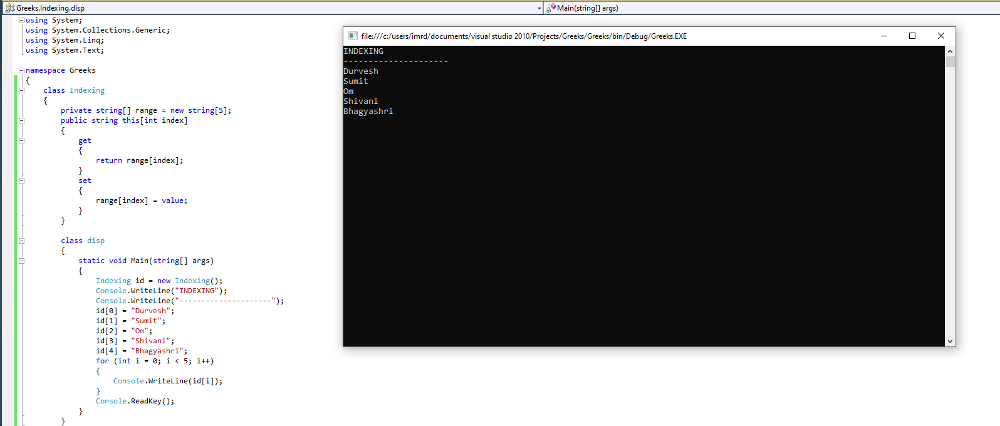 Greeks.Indexing.disp
Main(string[] args)
using System;
using System.Collections.Generic;
using System.Linq;
using System.Text;
namespace Greeks
{
class Indexing
{
private string[] range = new string[5];
public string this[int index]
{
get
{
return range[index];
}
set
{
range[index] = value;
}
}
class disp
{
static void Main(string[] args)
{
Indexing id = new Indexing();
Console.WriteLine("INDEXING");
Console.WriteLine("---------------------");
id[0] = "Durvesh";
id[1] = "Sumit";
id[2] = "Om";
id[3] = "Shivani";
id[4] = "Bhagyashri";
for (int i = 0; i < 5; i++)
{
Console.WriteLine(id[i]);
}
Console.ReadKey();
}
}
file:///c:/users/imrd/documents/visual studio 2010/Projects/Greeks/Greeks/bin/Debug/Greeks.EXE
INDEXING
---------------------
Durvesh
Sumit
Om
Shivani
Bhagyashri